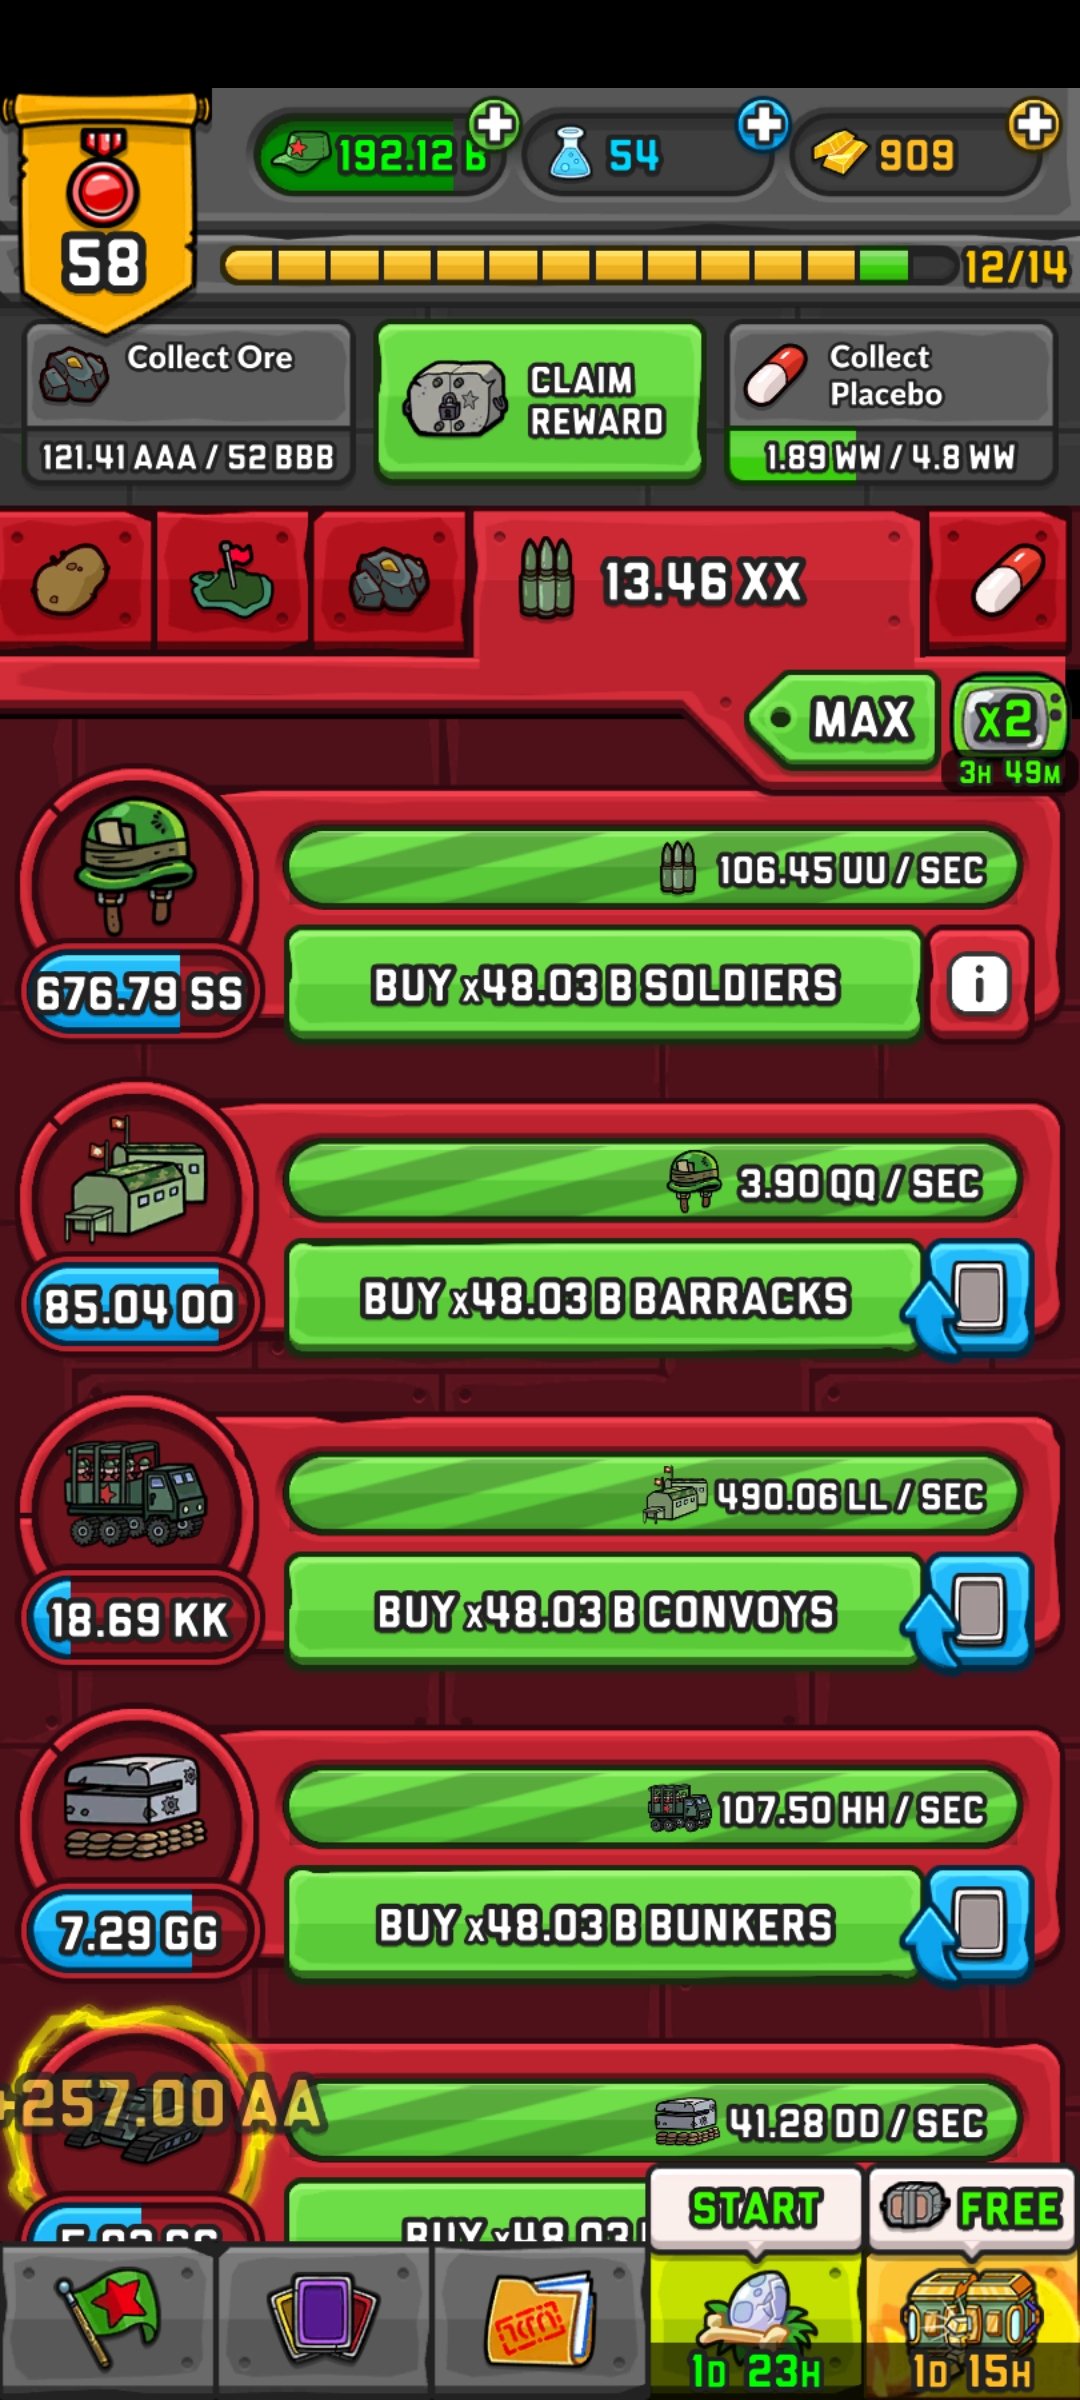 58
192.12 B
54
909
12/14
Collect Ore
121.41 AAA / 52 BBB
CLAIM
REWARD
Collect
Placebo
1.89 WW / 4.8 WW
13.46 XX
MAX
x2
3H 49M
106.45 UU / SEC
676.79 SS
BUY x48.03 B SOLDIERS
i
3.90 QQ / SEC
85.04 OO
BUY x48.03 B BARRACKS
490.06 LL / SEC
18.69 KK
BUY x48.03 B CONVOYS
107.50 HH / SEC
7.29 GG
BUY x48.03 B BUNKERS
+257.00 AA
41.28 DD / SEC
BUY x48.03
START
FREE
1D 23H
1D 15H